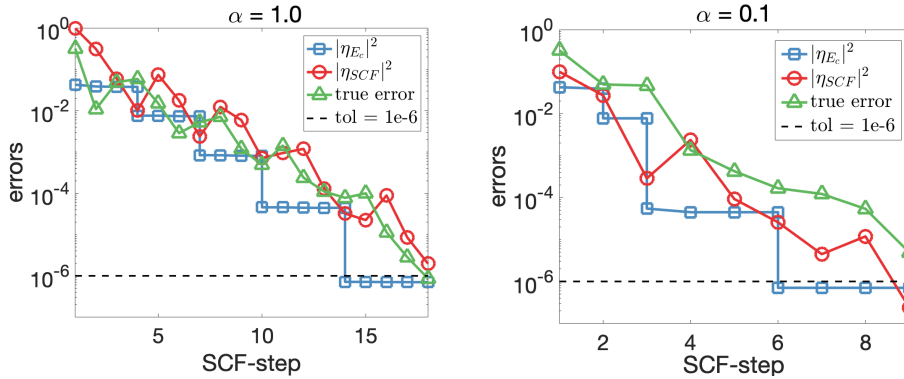 α = 1.0
10^0
10^-2
10^-4
10^-6
errors
5
10
15
SCF-step
|η_{E_c}|^2
|η_{SCF}|^2
true error
tol = 1e-6
α = 0.1
10^0
10^-2
10^-4
10^-6
errors
2
4
6
8
SCF-step
|η_{E_c}|^2
|η_{SCF}|^2
true error
tol = 1e-6